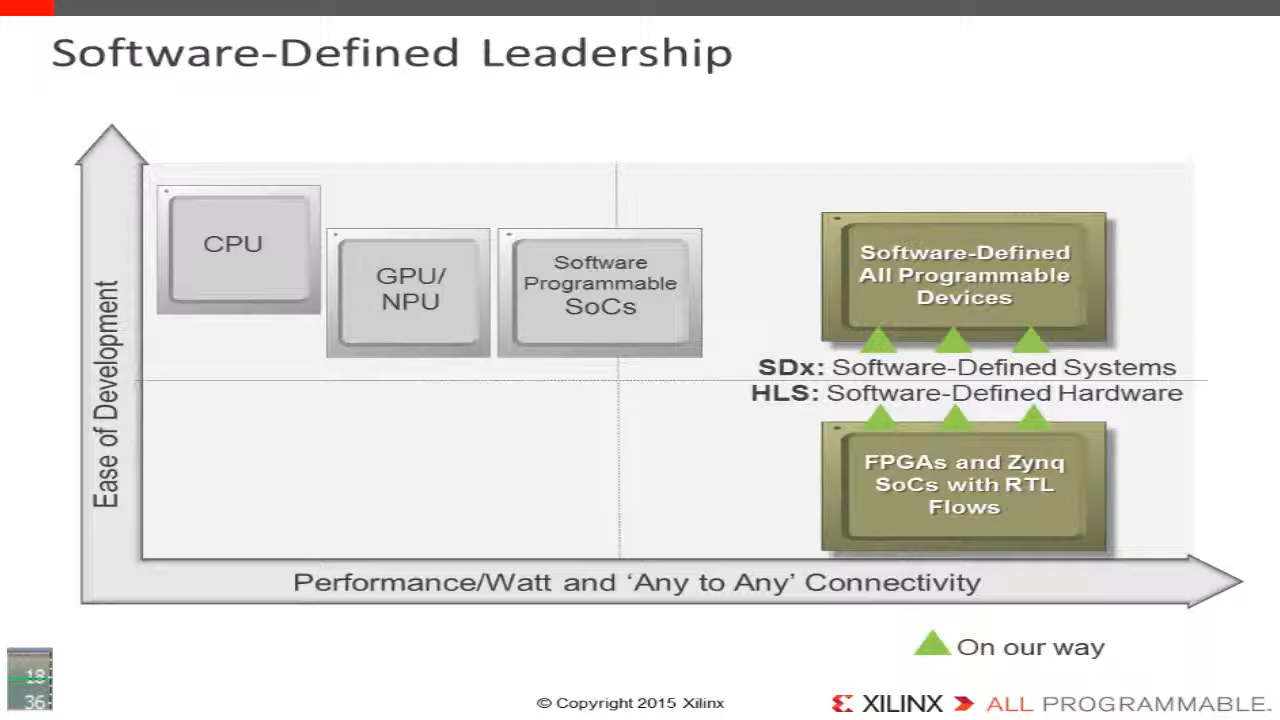 Software-Defined Leadership
CPU
GPU/
NPU
Software
Programmable
SoCs
Software-Defined
All Programmable
Devices
SDx: Software-Defined Systems
HLS: Software-Defined Hardware
FPGAs and Zynq
SoCs with RTL
Flows
Ease of Development
Performance/Watt and ‘Any to Any’ Connectivity
On our way
18
36
© Copyright 2015 Xilinx
XILINX
ALL PROGRAMMABLE.